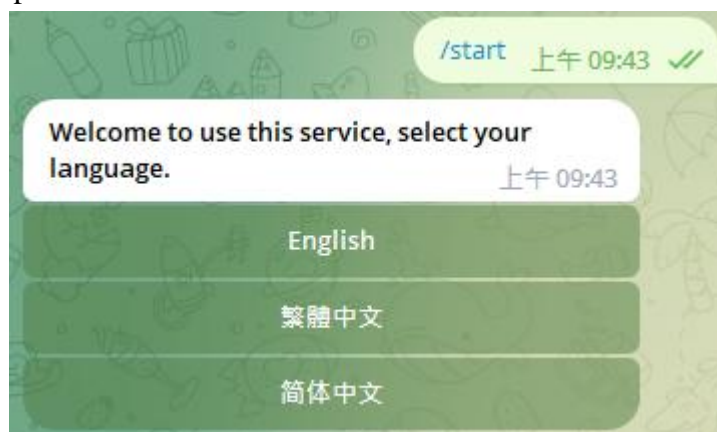 /start 上午 09:43
Welcome to use this service, select your
language.
上午 09:43
English
繁體中文
简体中文